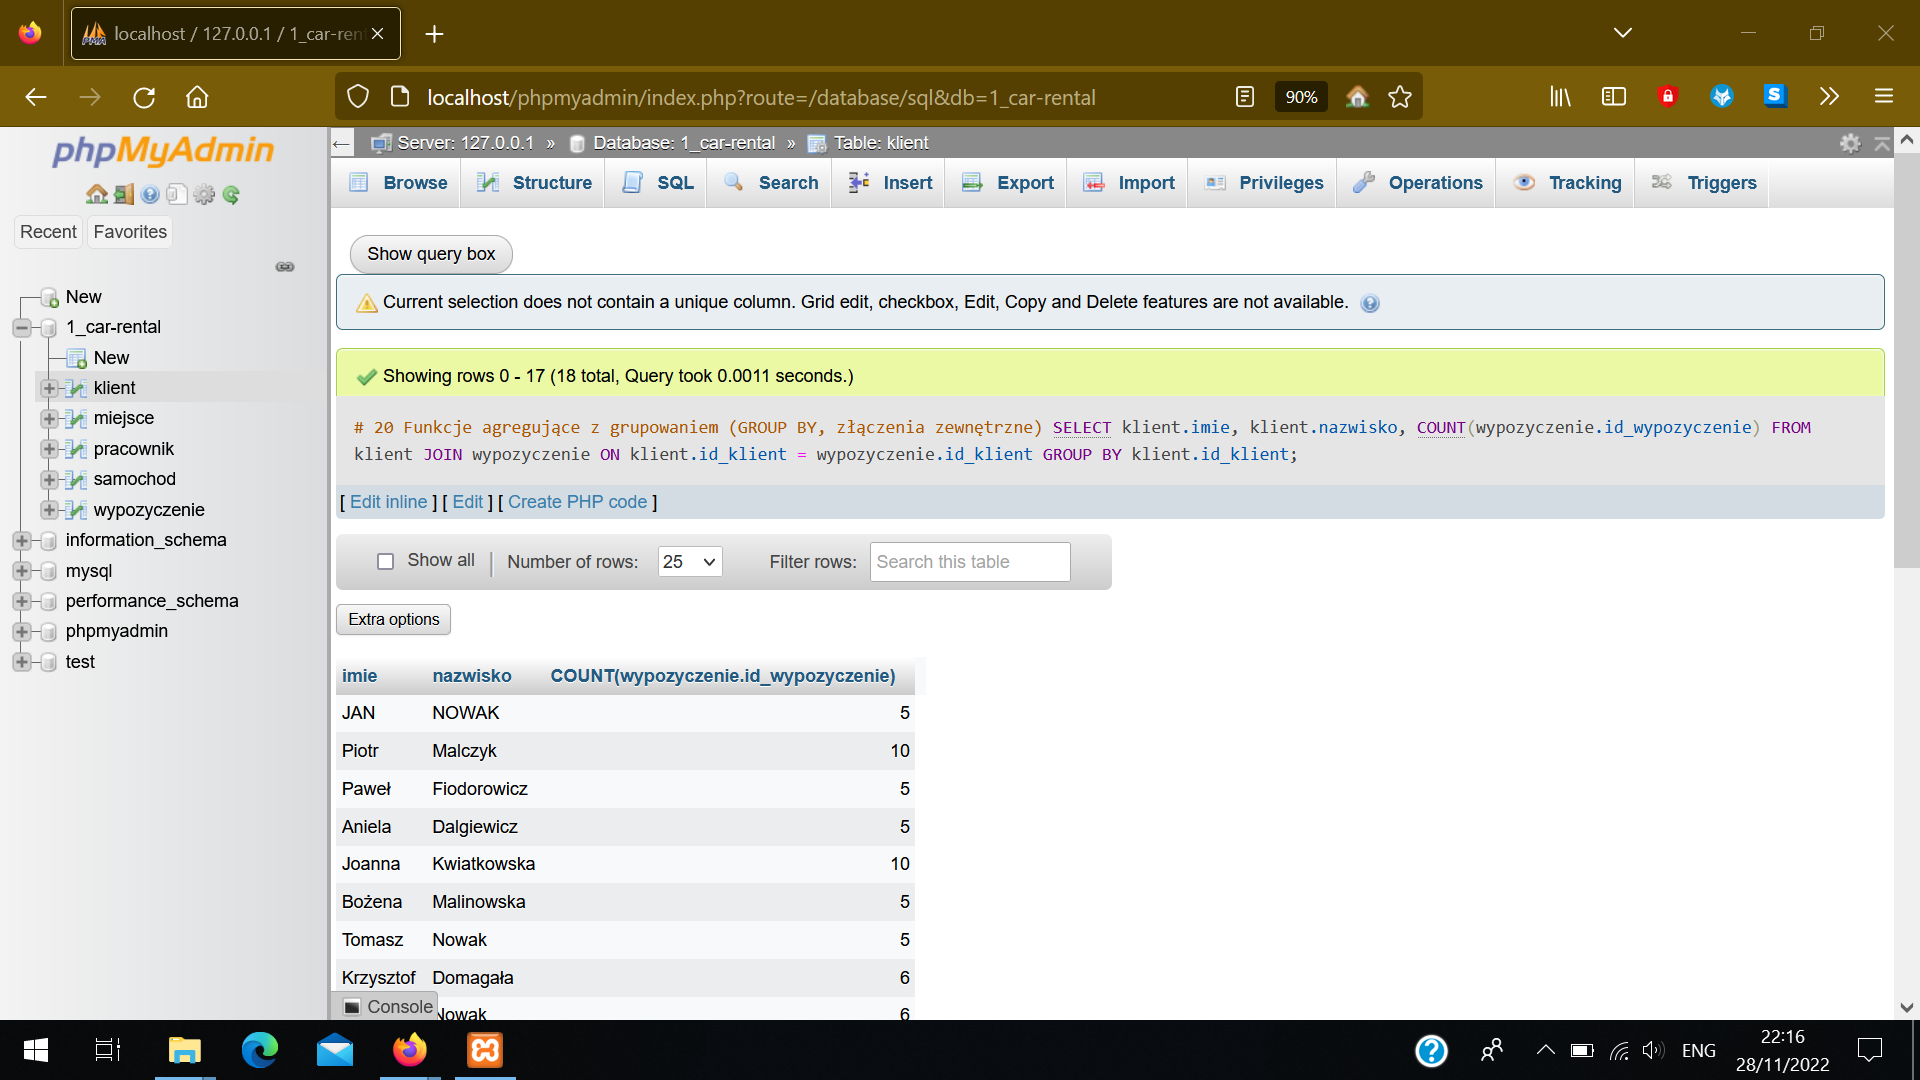 localhost / 127.0.0.1 / 1_car-ren
localhost/phpmyadmin/index.php?route=/database/sql&db=1_car-rental
90%
phpMyAdmin
Recent
Favorites
New
1_car-rental
New
klient
miejsce
pracownik
samochod
wypozyczenie
information_schema
mysql
performance_schema
phpmyadmin
test
Server: 127.0.0.1 » Database: 1_car-rental » Table: klient
Browse
Structure
SQL
Search
Insert
Export
Import
Privileges
Operations
Tracking
Triggers
Show query box
Current selection does not contain a unique column. Grid edit, checkbox, Edit, Copy and Delete features are not available.
Showing rows 0 - 17 (18 total, Query took 0.0011 seconds.)
# 20 Funkcje agregujące z grupowaniem (GROUP BY, złączenia zewnętrzne) SELECT klient.imie, klient.nazwisko, COUNT(wypozyczenie.id_wypozyczenie) FROM
klient JOIN wypozyczenie ON klient.id_klient = wypozyczenie.id_klient GROUP BY klient.id_klient;
[ Edit inline ] [ Edit ] [ Create PHP code ]
Show all
Number of rows: 25
Filter rows: Search this table
Extra options
imie nazwisko COUNT(wypozyczenie.id_wypozyczenie)
JAN NOWAK 5
Piotr Malczyk 10
Paweł Fiodorowicz 5
Aniela Dalgiewicz 5
Joanna Kwiatkowska 10
Bożena Malinowska 5
Tomasz Nowak 5
Krzysztof Domagała 6
Nowak 6
Console
ENG
22:16
28/11/2022